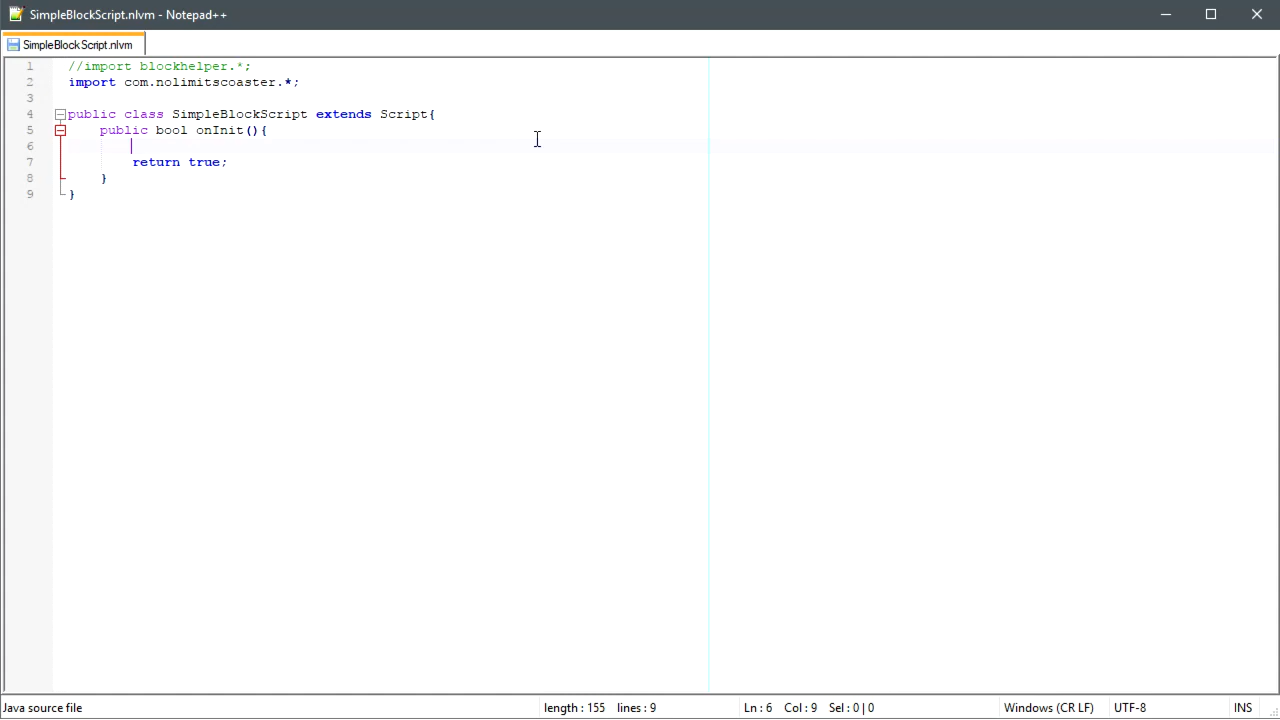 SimpleBlockScript.nlvm - Notepad++
SimpleBlockScript.nlvm
1 //import blockhelper.*;
2 import com.nolimitscoaster.*;
3
4 public class SimpleBlockScript extends Script{
5 public bool onInit(){
6
7 return true;
8 }
9 }
Java source file length : 155 lines : 9 Ln : 6 Col : 9 Sel : 0 | 0 Windows (CR LF) UTF-8 INS